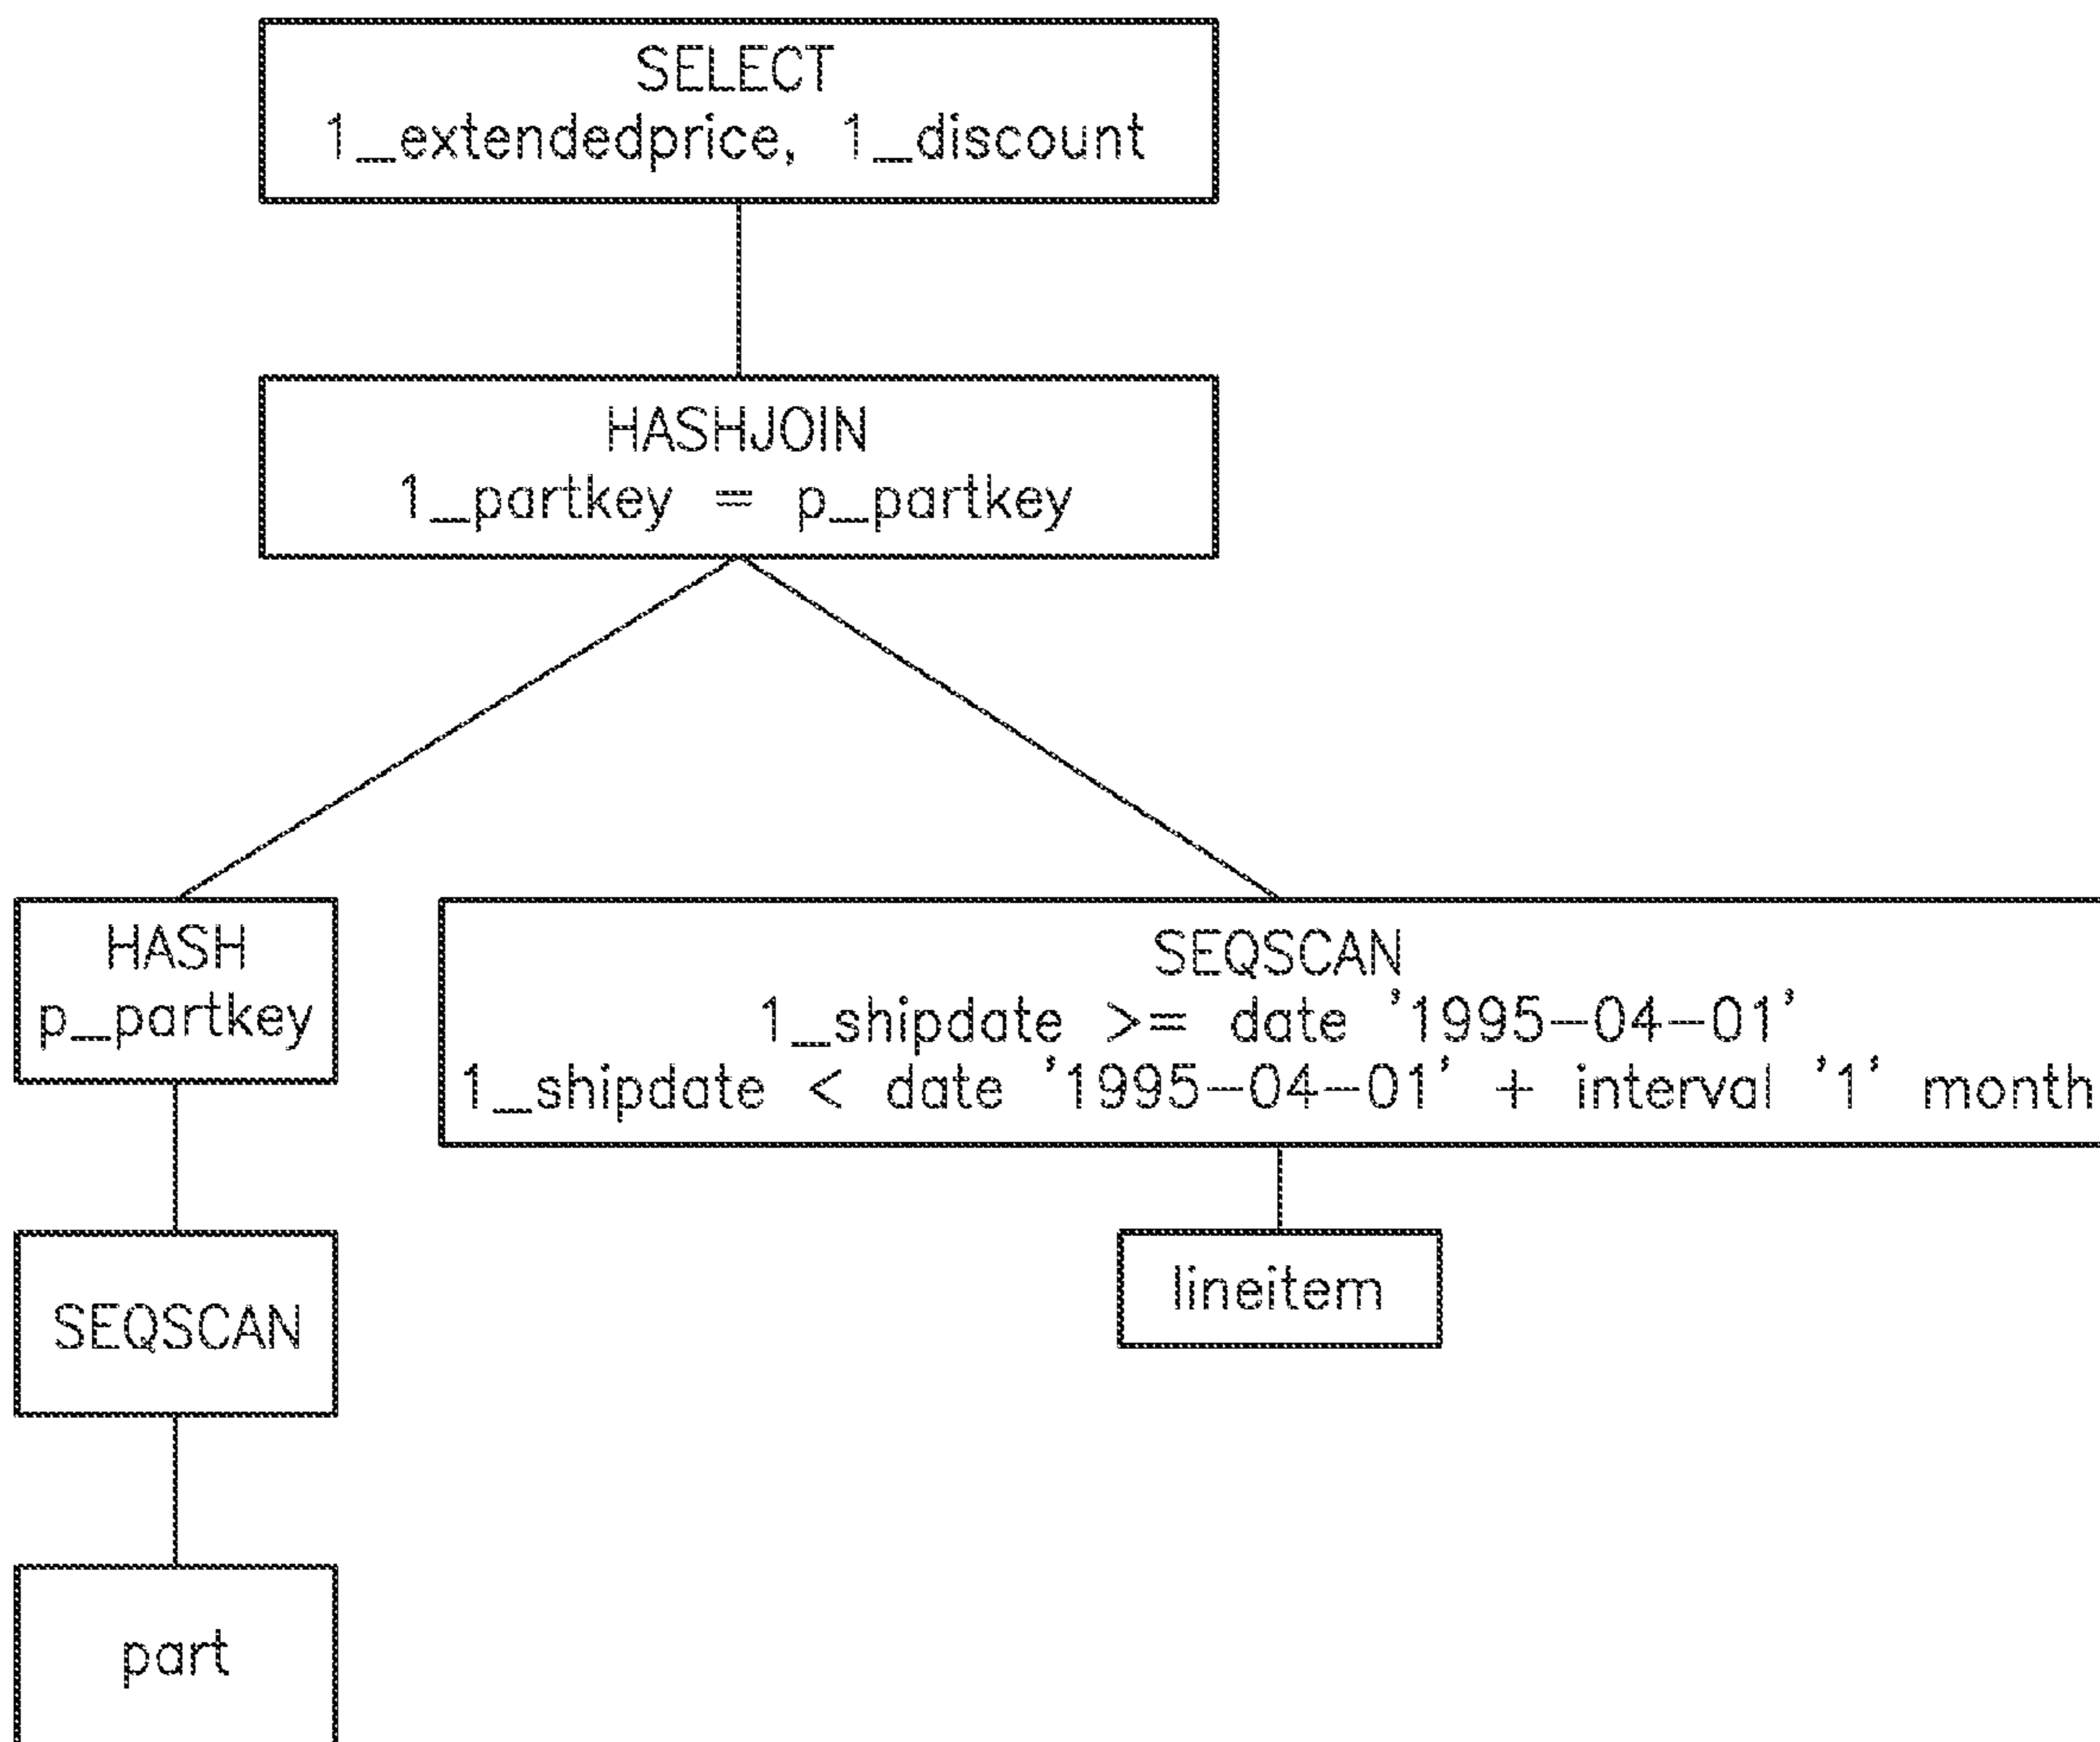 SELECT
1_extendedprice, 1_discount
HASHJOIN
1_partkey = p_partkey
HASH
p_partkey
SEQSCAN
1_shipdate >= date '1995-04-01'
1_shipdate < date '1995-04-01' + interval '1' month
SEQSCAN
lineitem
part